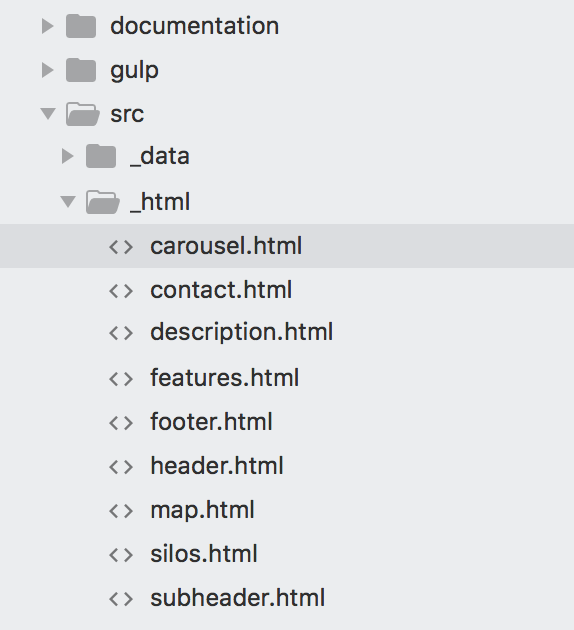 documentation
gulp
src
_data
_html
carousel.html
contact.html
description.html
features.html
footer.html
header.html
map.html
silos.html
subheader.html